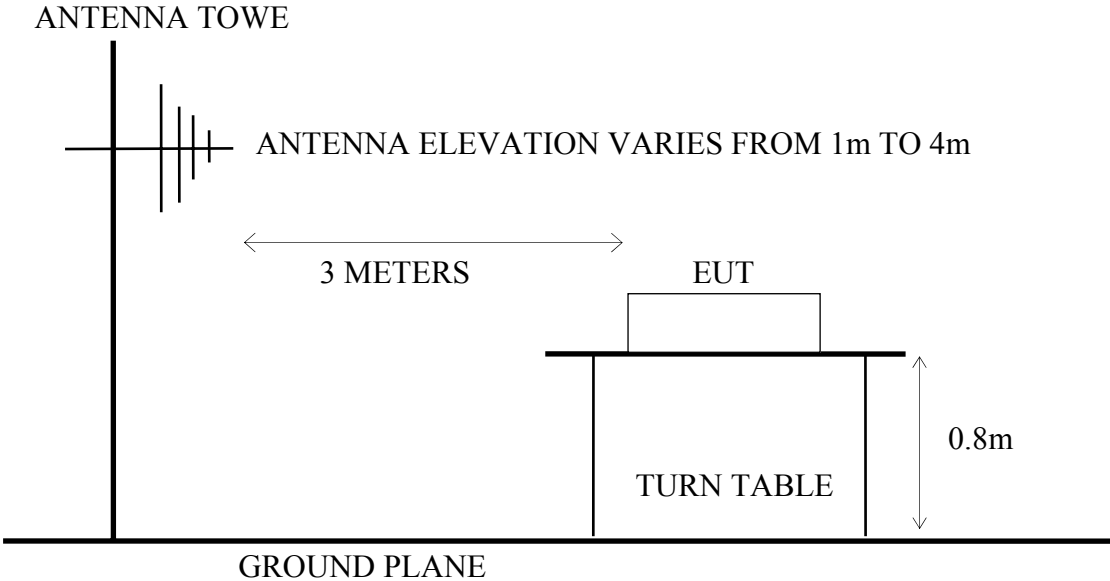 ANTENNA TOWE
ANTENNA ELEVATION VARIES FROM 1m TO 4m
3 METERS
EUT
0.8m
TURN TABLE
GROUND PLANE